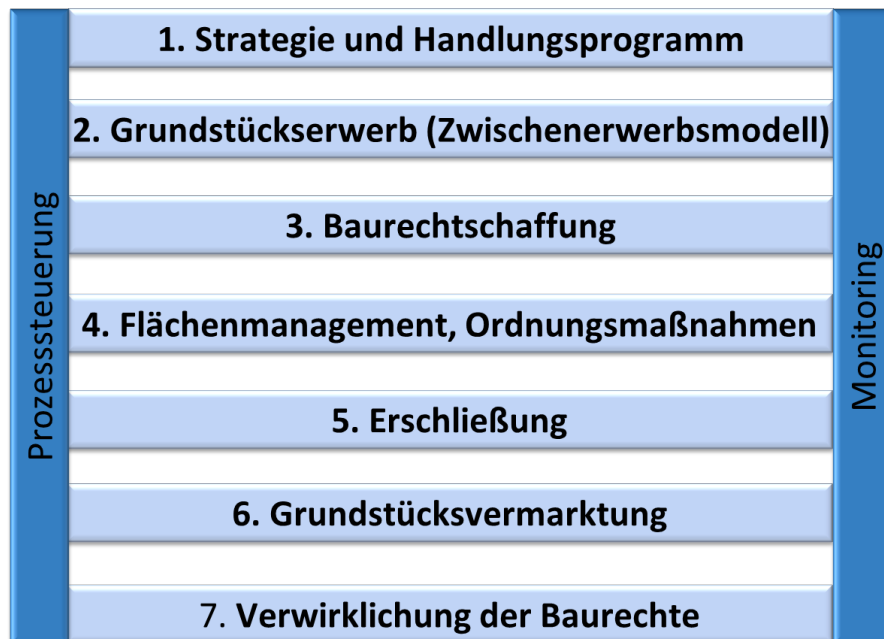 Prozesssteuerung
1. Strategie und Handlungsprogramm
2. Grundstückserwerb (Zwischenerwerbsmodell)
3. Baurechtschaffung
4. Flächenmanagement, Ordnungsmaßnahmen
5. Erschließung
6. Grundstücksvermarktung
7. Verwirklichung der Baurechte
Monitoring